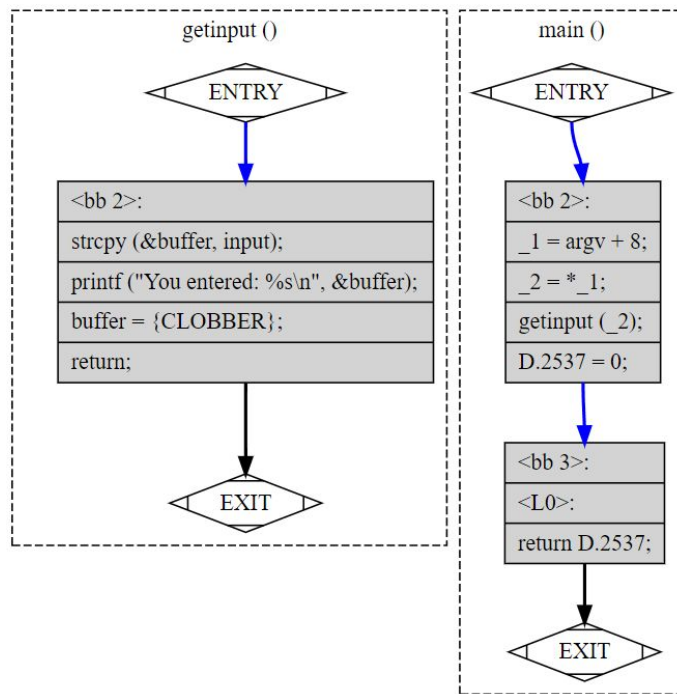 getinput ()
ENTRY
<bb 2>:
strcpy (&buffer, input);
printf ("You entered: %s\n", &buffer);
buffer = {CLOBBER};
return;
EXIT
main ()
ENTRY
<bb 2>:
_1 = argv + 8;
_2 = *_1;
getinput (_2);
D.2537 = 0;
<bb 3>:
<L0>:
return D.2537;
EXIT